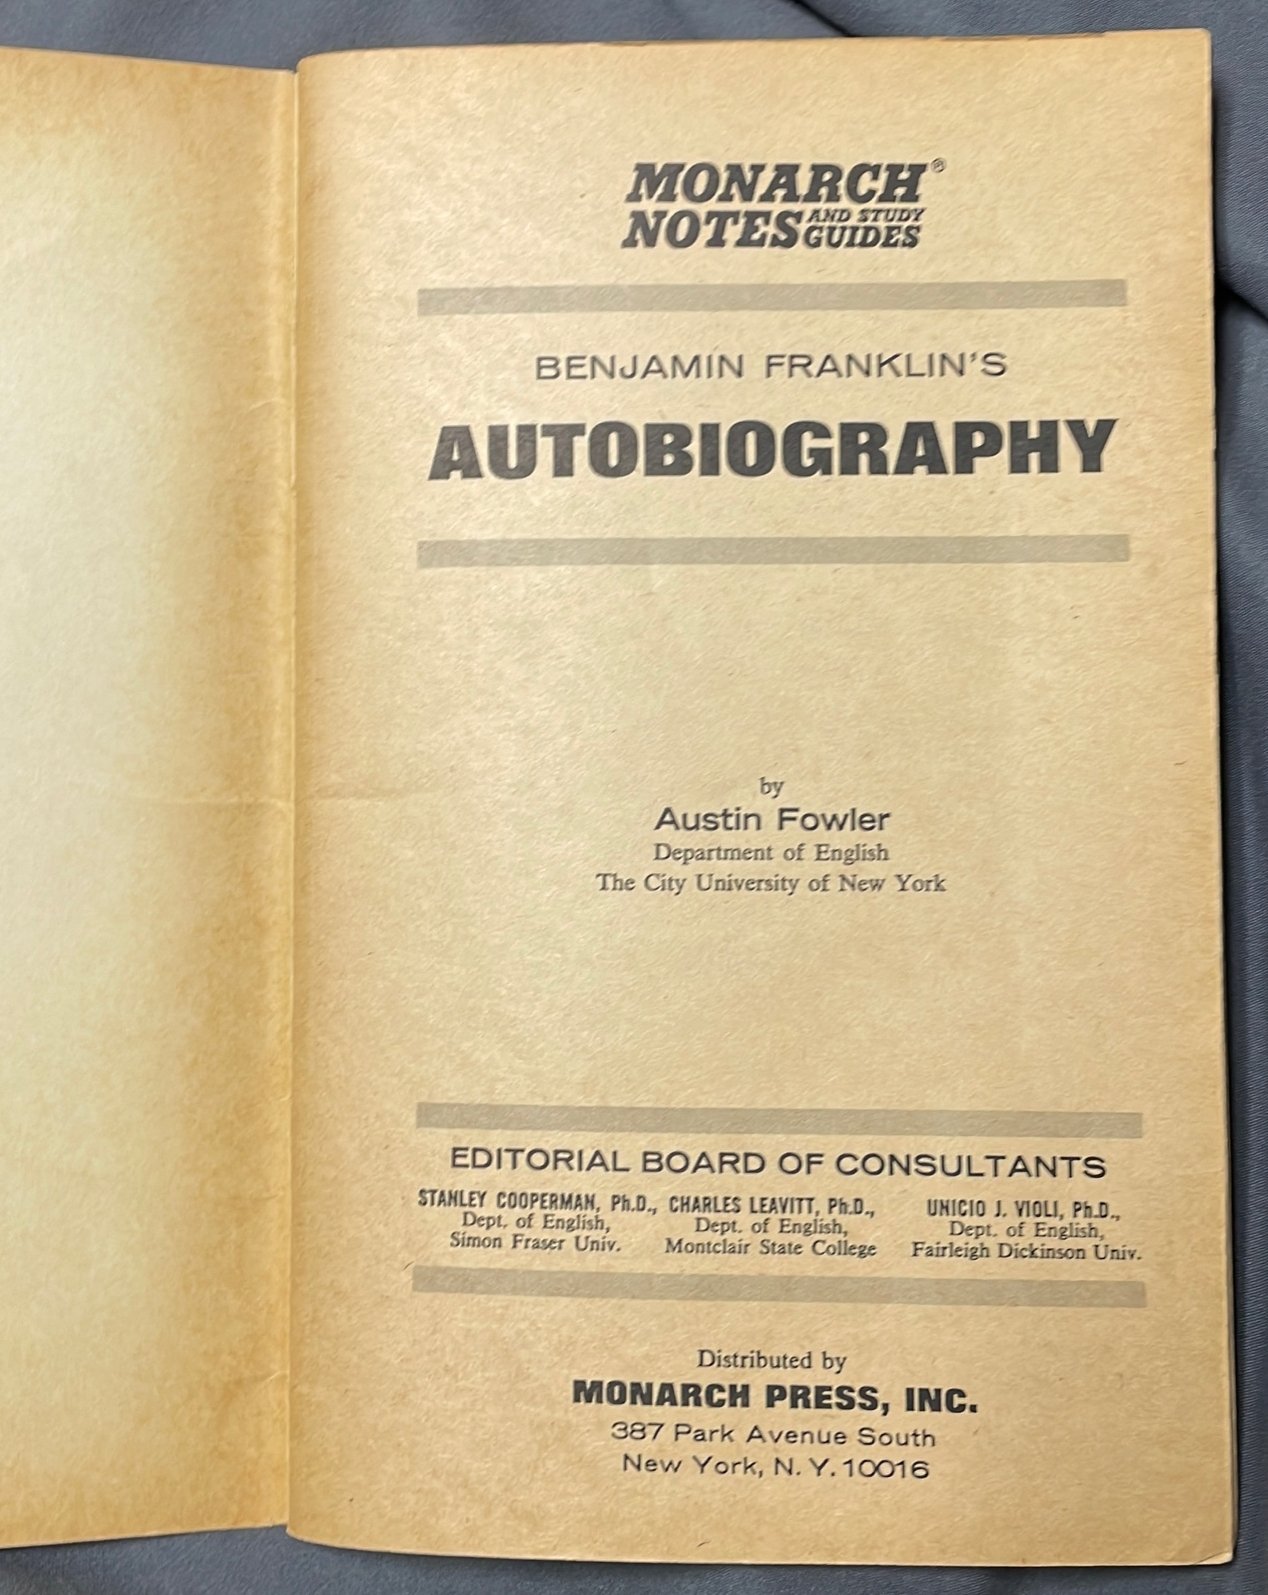 MONARCH®
NOTES AND STUDY GUIDES
BENJAMIN FRANKLIN'S
AUTOBIOGRAPHY
by
Austin Fowler
Department of English
The City University of New York
EDITORIAL BOARD OF CONSULTANTS
STANLEY COOPERMAN, Ph.D.,
Dept. of English,
Simon Fraser Univ.
CHARLES LEAVITT, Ph.D.,
Dept. of English,
Montclair State College
UNICIO J. VIOLI, Ph.D.,
Dept. of English,
Fairleigh Dickinson Univ.
Distributed by
MONARCH PRESS, INC.
387 Park Avenue South
New York, N. Y. 10016